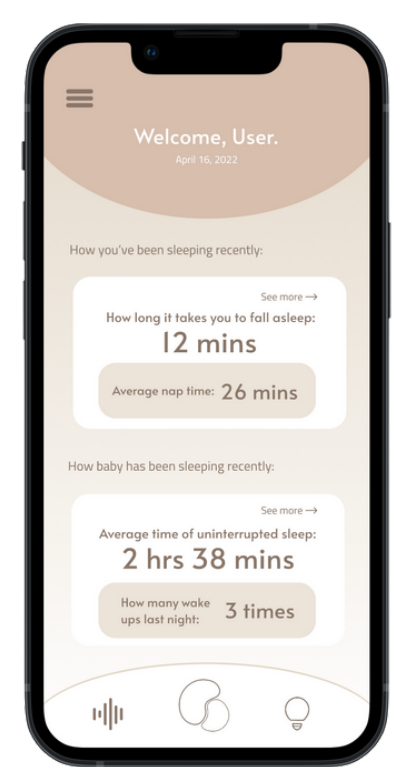 Welcome, User.
April 16, 2022
How you've been sleeping recently:
See more →
How long it takes you to fall asleep:
12 mins
Average nap time: 26 mins
How baby has been sleeping recently:
See more →
Average time of uninterrupted sleep:
2 hrs 38 mins
How many wake
ups last night: 3 times